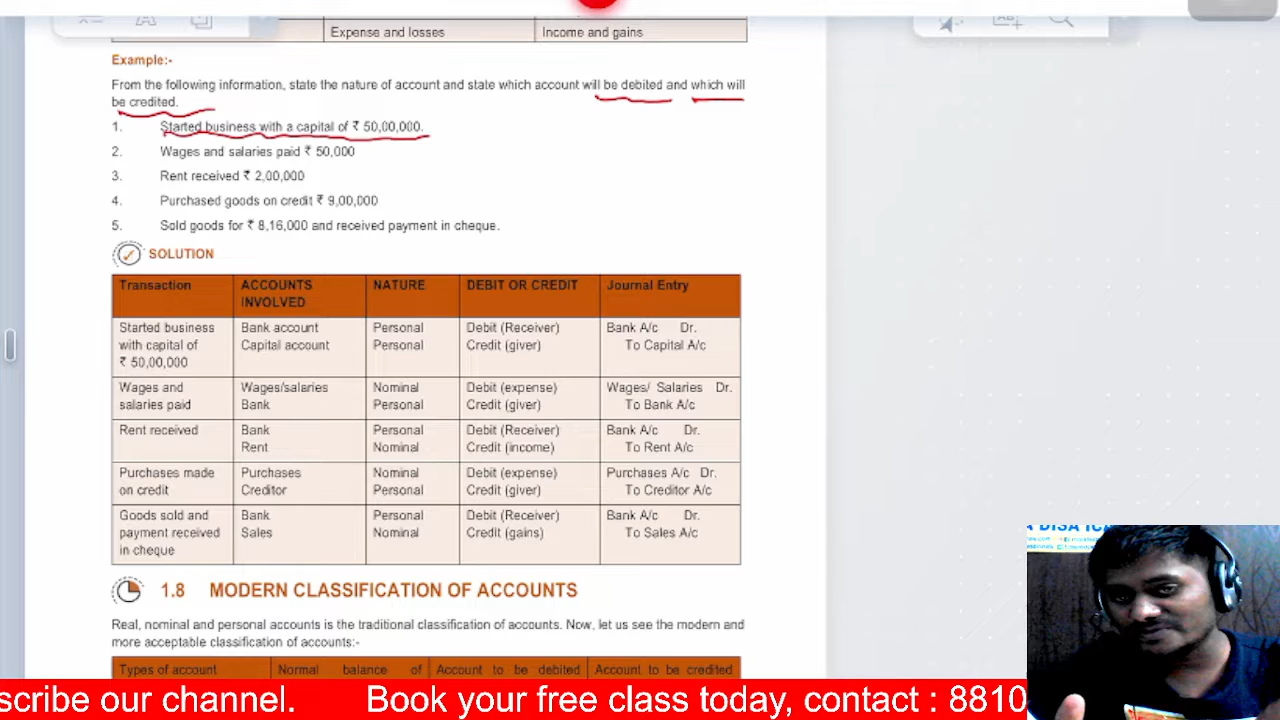 Expense and losses Income and gains
Example:-
From the following information, state the nature of account and state which account will be debited and which will
be credited.
1. Started business with a capital of ₹ 50,00,000.
2. Wages and salaries paid ₹ 50,000
3. Rent received ₹ 2,00,000
4. Purchased goods on credit ₹ 9,00,000
5. Sold goods for ₹ 8,16,000 and received payment in cheque.
SOLUTION
Transaction ACCOUNTS NATURE DEBIT OR CREDIT Journal Entry
INVOLVED
Started business Bank account Personal Debit (Receiver) Bank A/c Dr.
with capital of Capital account Personal Credit (giver) To Capital A/c
₹ 50,00,000
Wages and Wages/salaries Nominal Debit (expense) Wages/ Salaries Dr.
salaries paid Bank Personal Credit (giver) To Bank A/c
Rent received Bank Personal Debit (Receiver) Bank A/c Dr.
Rent Nominal Credit (income) To Rent A/c
Purchases made Purchases Nominal Debit (expense) Purchases A/c Dr.
on credit Creditor Personal Credit (giver) To Creditor A/c
Goods sold and Bank Personal Debit (Receiver) Bank A/c Dr.
payment received Sales Nominal Credit (gains) To Sales A/c
in cheque
1.8 MODERN CLASSIFICATION OF ACCOUNTS
Real, nominal and personal accounts is the traditional classification of accounts. Now, let us see the modern and
more acceptable classification of accounts:-
Types of account Normal balance of Account to be debited Account to be credited
DISA ICA
scribe our channel. Book your free class today, contact : 8810